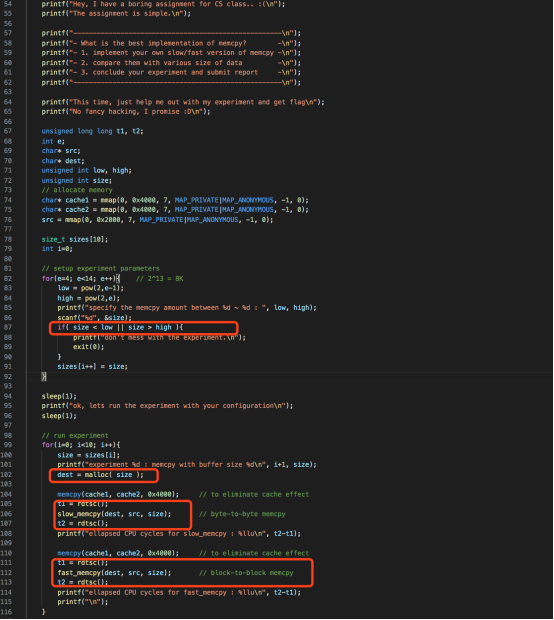 54 printf("Hey, I have a boring assignment for CS class.. :(\n");
55 printf("The assignment is simple.\n");
56
57 printf("-----------------------------------------------------\n");
58 printf("- What is the best implementation of memcpy? -\n");
59 printf("- 1. implement your own slow/fast version of memcpy -\n");
60 printf("- 2. compare them with various size of data -\n");
61 printf("- 3. conclude your experiment and submit report -\n");
62 printf("-----------------------------------------------------\n");
63
64 printf("This time, just help me out with my experiment and get flag\n");
65 printf("No fancy hacking, I promise :D\n");
66
67 unsigned long long t1, t2;
68 int e;
69 char* src;
70 char* dest;
71 unsigned int low, high;
72 unsigned int size;
73 // allocate memory
74 char* cache1 = mmap(0, 0x4000, 7, MAP_PRIVATE|MAP_ANONYMOUS, -1, 0);
75 char* cache2 = mmap(0, 0x4000, 7, MAP_PRIVATE|MAP_ANONYMOUS, -1, 0);
76 src = mmap(0, 0x2000, 7, MAP_PRIVATE|MAP_ANONYMOUS, -1, 0);
77
78 size_t sizes[10];
79 int i=0;
80
81 // setup experiment parameters
82 for(e=4; e<14; e++){ // 2^13 = 8K
83 low = pow(2,e-1);
84 high = pow(2,e);
85 printf("specify the memcpy amount between %d ~ %d : ", low, high);
86 scanf("%d", &size);
87 if( size < low || size > high ){
88 printf("don't mess with the experiment.\n");
89 exit(0);
90 }
91 sizes[i++] = size;
92 }
93
94 sleep(1);
95 printf("ok, lets run the experiment with your configuration\n");
96 sleep(1);
97
98 // run experiment
99 for(i=0; i<10; i++){
100 size = sizes[i];
101 printf("experiment %d : memcpy with buffer size %d\n", i+1, size);
102 dest = malloc( size );
103
104 memcpy(cache1, cache2, 0x4000); // to eliminate cache effect
105 t1 = rdtsc();
106 slow_memcpy(dest, src, size); // byte-to-byte memcpy
107 t2 = rdtsc();
108 printf("ellapsed CPU cycles for slow_memcpy : %llu\n", t2-t1);
109
110 memcpy(cache1, cache2, 0x4000); // to eliminate cache effect
111 t1 = rdtsc();
112 fast_memcpy(dest, src, size); // block-to-block memcpy
113 t2 = rdtsc();
114 printf("ellapsed CPU cycles for fast_memcpy : %llu\n", t2-t1);
115 printf("\n");
116 }